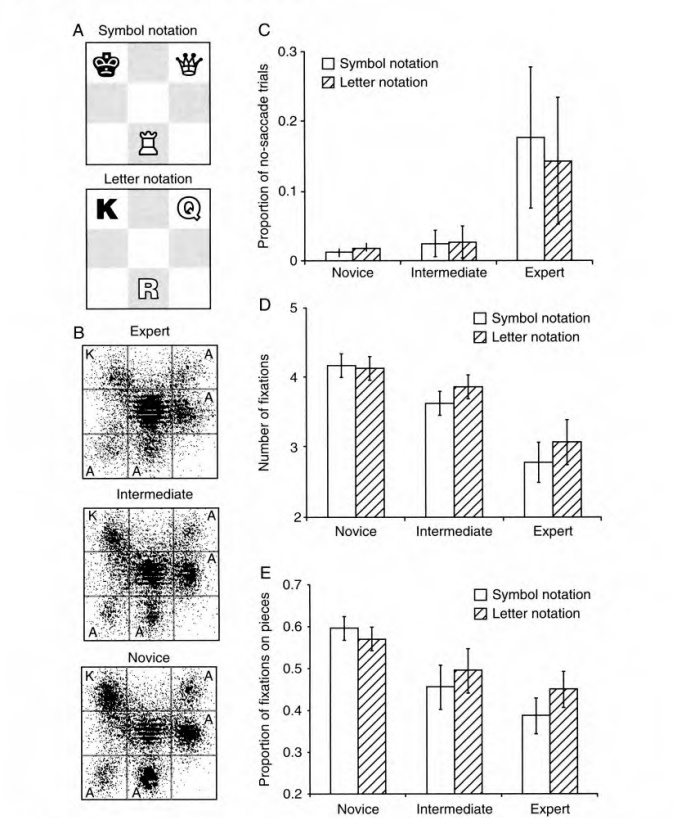 A
Symbol notation
Letter notation
K
Q
R
B
Expert
K
A
A
A
A
Intermediate
K
A
A
A
A
Novice
K
A
A
A
A
C
Proportion of no-saccade trials
0.3
0.2
0.1
0
Symbol notation
Letter notation
Novice
Intermediate
Expert
D
Number of fixations
5
4
3
2
Symbol notation
Letter notation
Novice
Intermediate
Expert
E
Proportion of fixations on pieces
0.7
0.6
0.5
0.4
0.3
0.2
Symbol notation
Letter notation
Novice
Intermediate
Expert